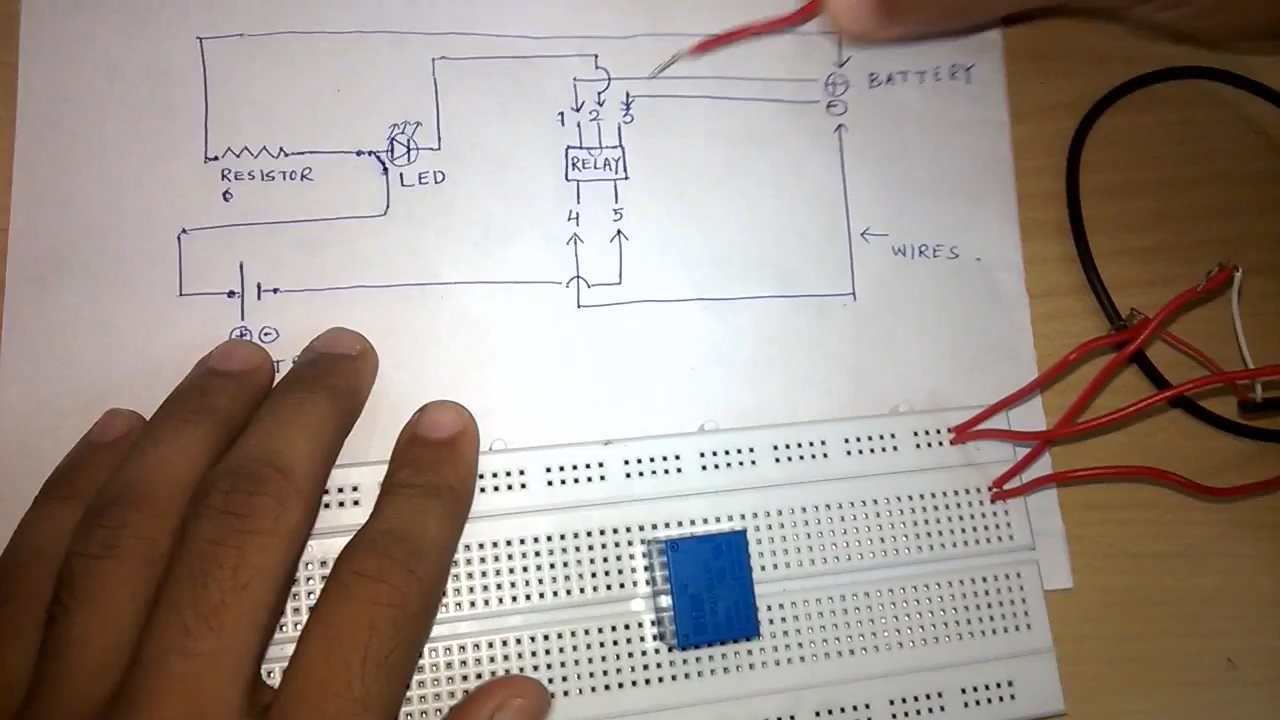 BATTERY
1 2 3
RELAY
RESISTOR
LED
4 5
WIRES.
+ -
+ -